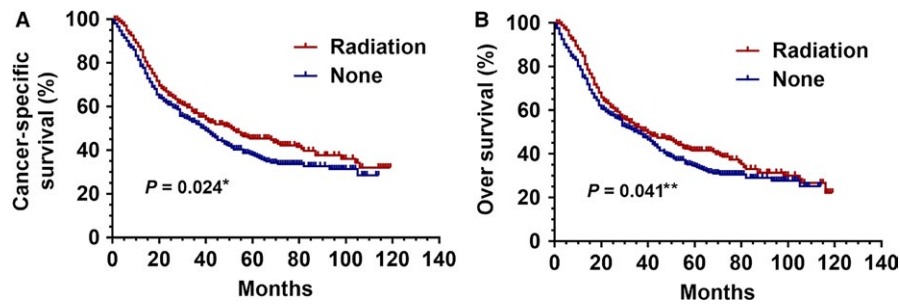 A
Cancer-specific
survival (%)
100
80
60
40
20
0
Radiation
None
P = 0.024*
0 20 40 60 80 100 120 140
Months
B
Over survival (%)
100
80
60
40
20
0
Radiation
None
P = 0.041**
0 20 40 60 80 100 120 140
Months